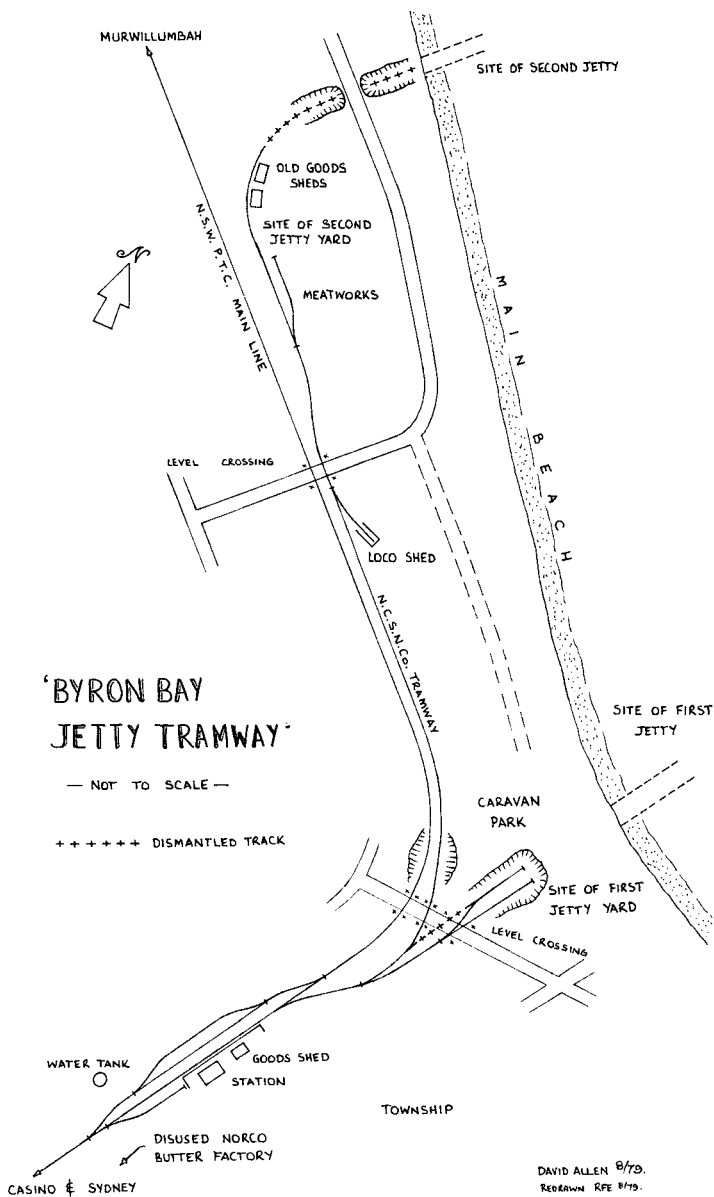 MURWILLUMBAH
SITE OF SECOND JETTY
OLD GOODS
SHEDS
SITE OF SECOND
JETTY YARD
N.S.W.P.T.C. MAIN LINE
MEATWORKS
MAIN BEACH
LEVEL CROSSING
LOCO SHED
N.C.S.N.Co. TRAMWAY
'BYRON BAY
JETTY TRAMWAY'
— NOT TO SCALE —
++++++ DISMANTLED TRACK
SITE OF FIRST
JETTY
CARAVAN
PARK
SITE OF FIRST
JETTY YARD
LEVEL CROSSING
WATER TANK
GOODS SHED
STATION
TOWNSHIP
DISUSED NORCO
BUTTER FACTORY
CASINO & SYDNEY
DAVID ALLEN 8/79.
REDRAWN RFE 8/79.